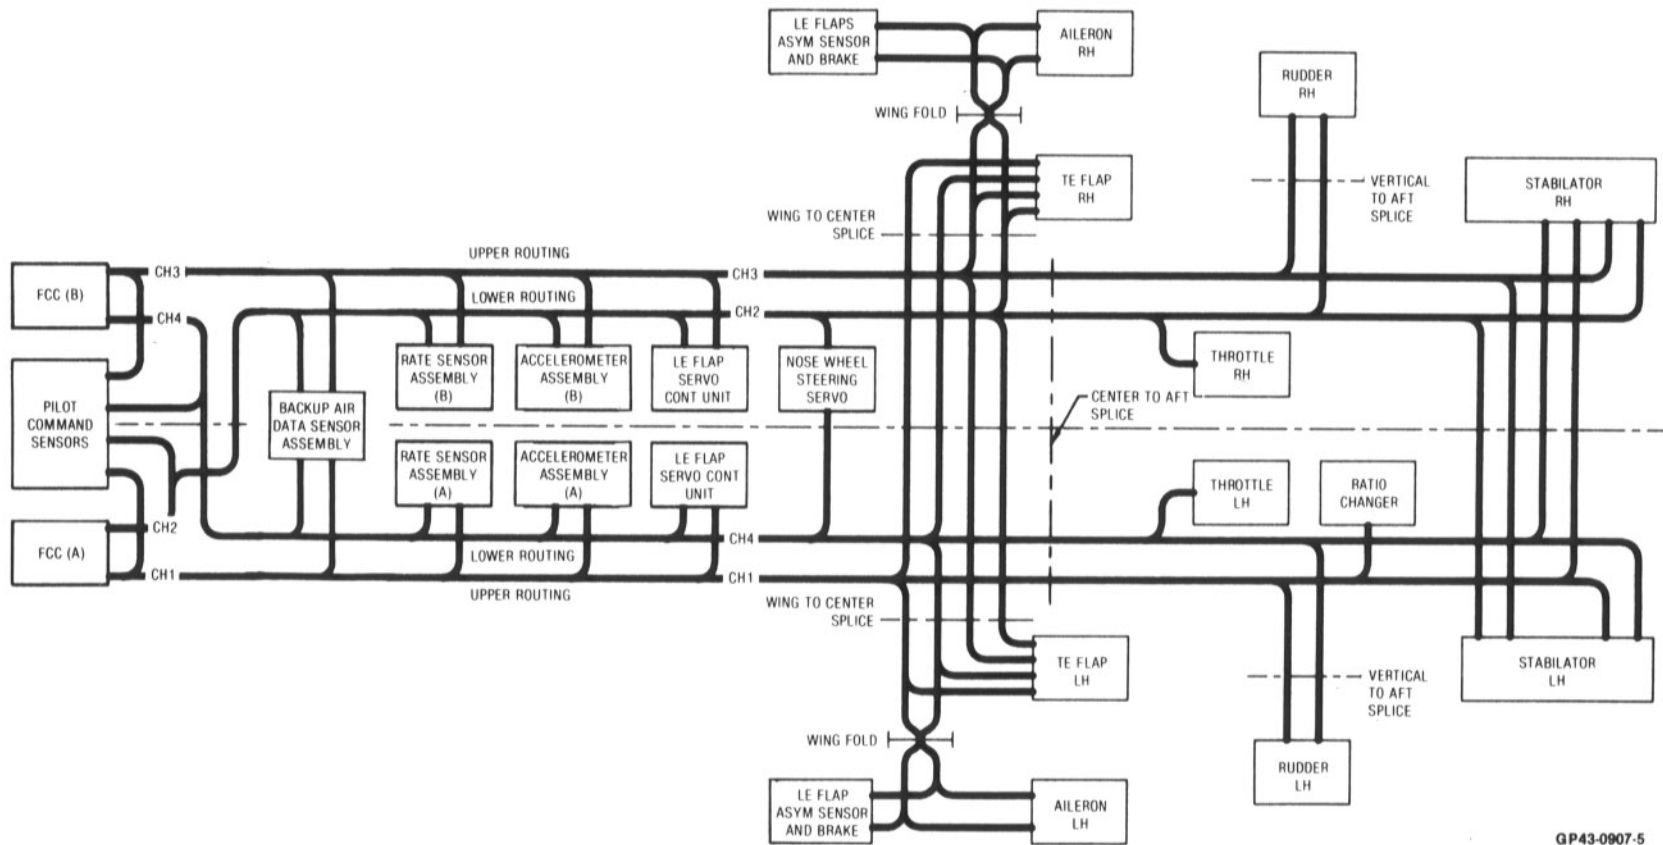 LE FLAPS
ASYM SENSOR
AND BRAKE
AILERON
RH
WING FOLD
RUDDER
RH
TE FLAP
RH
VERTICAL
TO AFT
SPLICE
STABILATOR
RH
WING TO CENTER
SPLICE
FCC (B)
CH3
UPPER ROUTING
CH3
CH4
LOWER ROUTING
CH2
PILOT
COMMAND
SENSORS
BACKUP AIR
DATA SENSOR
ASSEMBLY
RATE SENSOR
ASSEMBLY
(B)
ACCELEROMETER
ASSEMBLY
(B)
LE FLAP
SERVO
CONT UNIT
NOSE WHEEL
STEERING
SERVO
THROTTLE
RH
CENTER TO AFT
SPLICE
RATE SENSOR
ASSEMBLY
(A)
ACCELEROMETER
ASSEMBLY
(A)
LE FLAP
SERVO CONT
UNIT
THROTTLE
LH
RATIO
CHANGER
FCC (A)
CH2
LOWER ROUTING
CH4
CH1
UPPER ROUTING
CH1
WING TO CENTER
SPLICE
TE FLAP
LH
VERTICAL
TO AFT
SPLICE
STABILATOR
LH
WING FOLD
RUDDER
LH
LE FLAP
ASYM SENSOR
AND BRAKE
AILERON
LH
GP43-0907-5